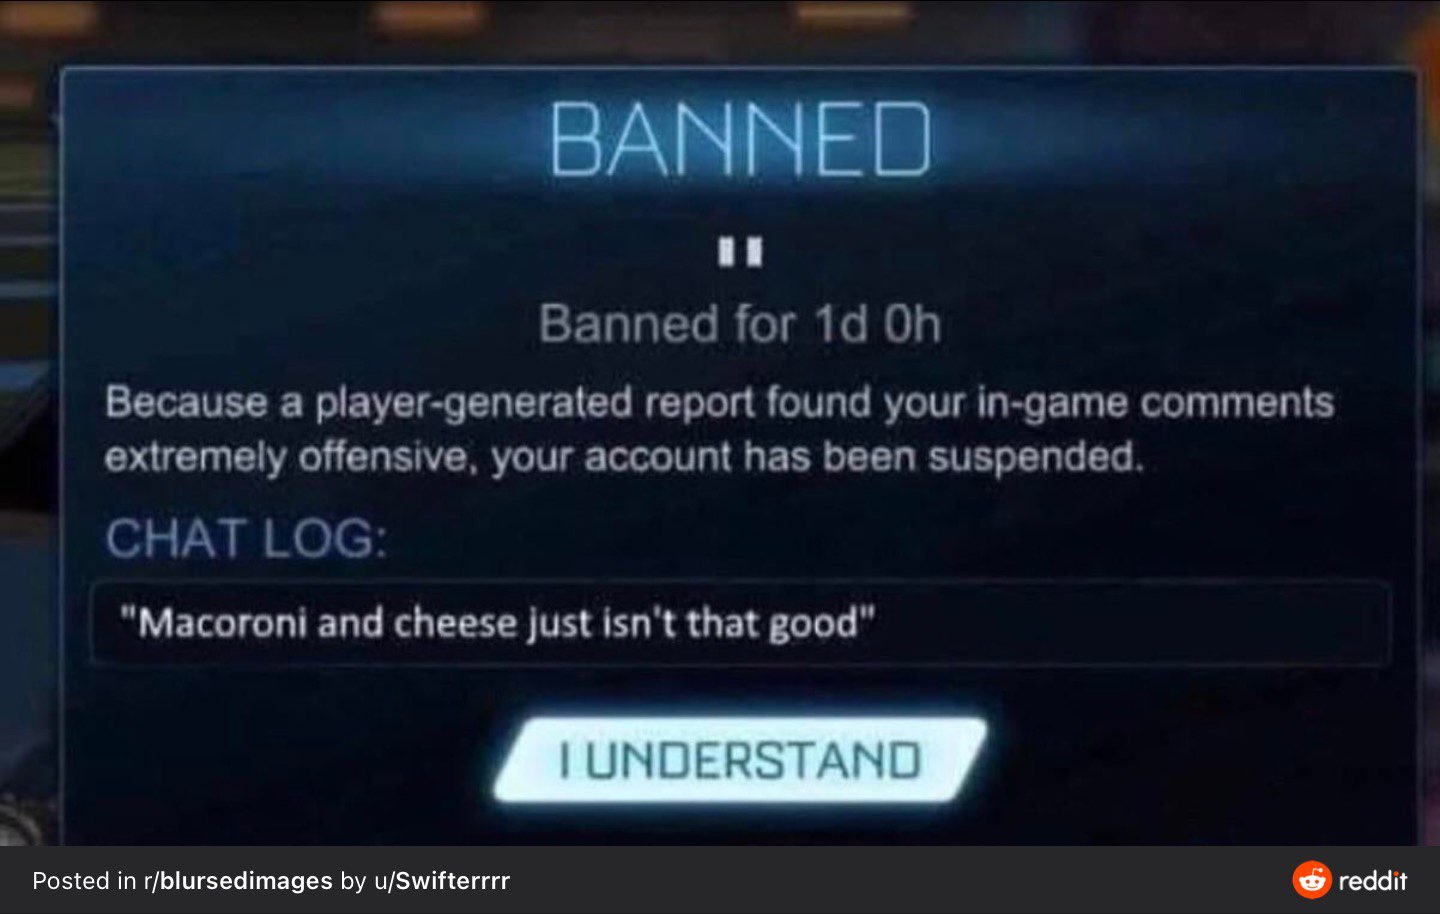 BANNED
"
Banned for 1d 0h
Because a player-generated report found your in-game comments
extremely offensive, your account has been suspended.
CHAT LOG:
"Macoroni and cheese just isn't that good"
I UNDERSTAND
Posted in r/blursedimages by u/Swifterrrr
reddit